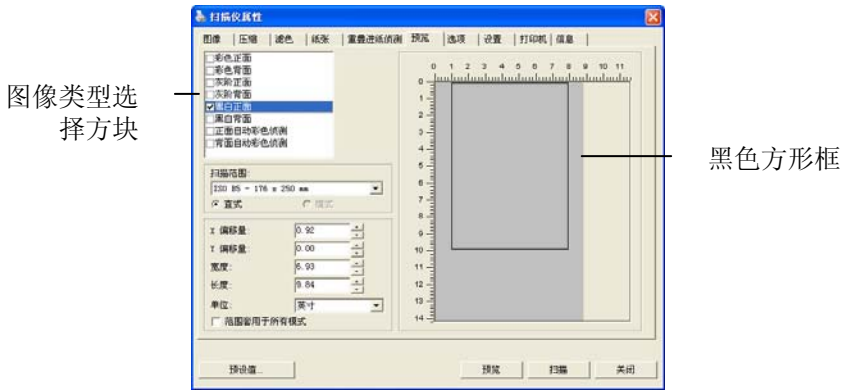 扫描仪属性
图像 压缩 滤色 纸张 重叠进纸侦测 预览 选项 设置 打印机 信息
彩色正面
彩色背面
灰阶正面
灰阶背面
黑白正面
黑白背面
正面自动彩色侦测
背面自动彩色侦测
图像类型选
择方块
扫描范围:
ISO B5 - 176 x 250 mm
直式 横式
X 偏移量: 0.92
Y 偏移量: 0.00
宽度: 6.93
长度: 9.84
单位: 英寸
范围套用于所有模式
0 1 2 3 4 5 6 7 8 9 10 11
0
1
2
3
4
5
6
7
8
9
10
11
12
13
14
黑色方形框
预设值... 预览 扫描 关闭